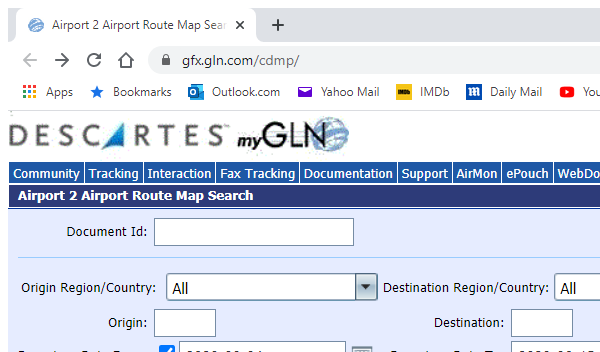 Airport 2 Airport Route Map Sear
gfx.gln.com/cdmp/
Apps Bookmarks Outlook.com Yahoo Mail IMDb Daily Mail You
DESCARTES™ myGLN
Community Tracking Interaction Fax Tracking Documentation Support AirMon ePouch WebDo
Airport 2 Airport Route Map Search
Document Id:
Origin Region/Country: All Destination Region/Country: All
Origin: Destination: